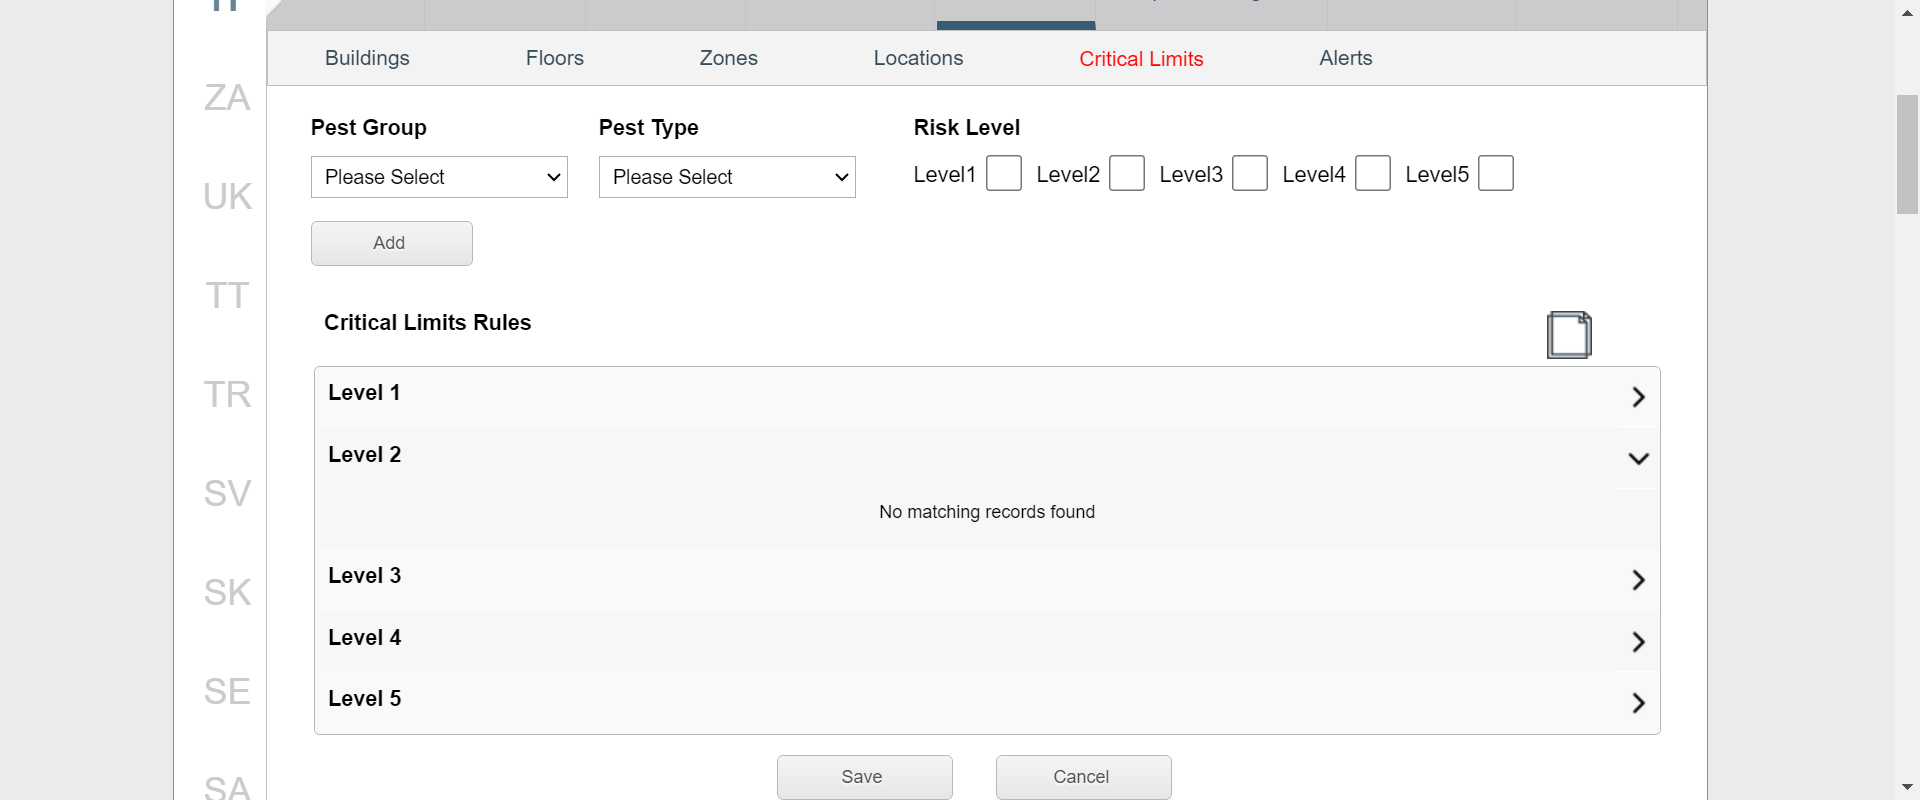 Buildings Floors Zones Locations Critical Limits Alerts
ZA
UK
TT
TR
SV
SK
SE
SA
Pest Group Pest Type Risk Level
Please Select Please Select Level1 Level2 Level3 Level4 Level5
Add
Critical Limits Rules
Level 1
Level 2
No matching records found
Level 3
Level 4
Level 5
Save Cancel